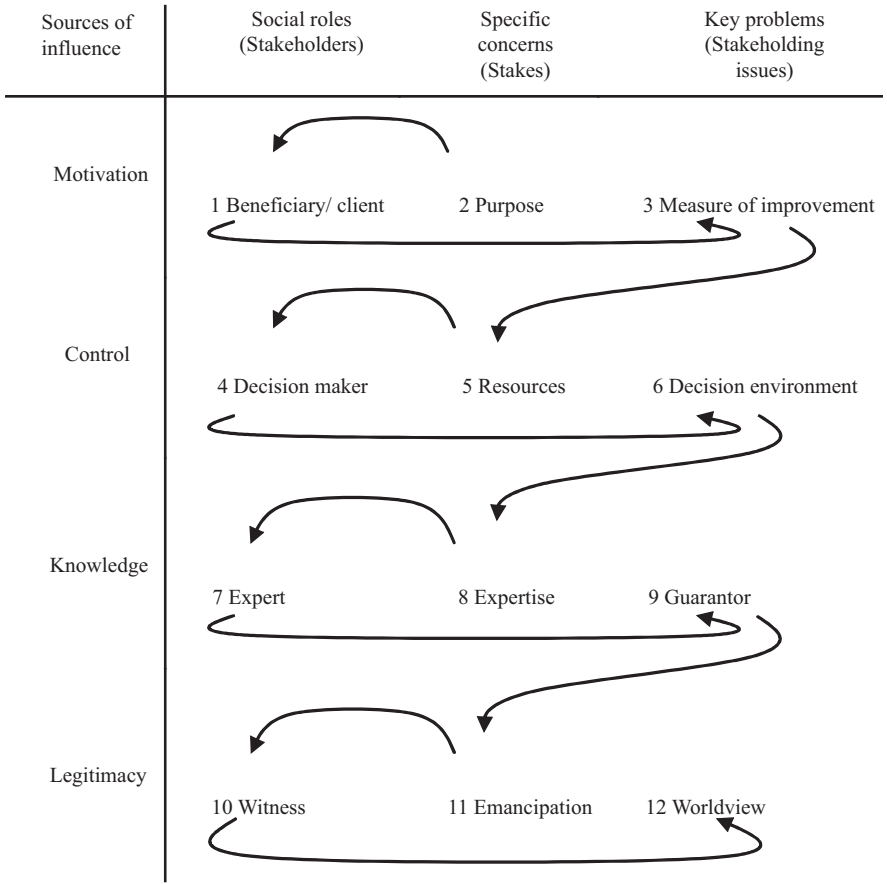 Sources of
influence
Social roles
(Stakeholders)
Specific
concerns
(Stakes)
Key problems
(Stakeholding
issues)
Motivation
1 Beneficiary/ client
2 Purpose
3 Measure of improvement
Control
4 Decision maker
5 Resources
6 Decision environment
Knowledge
7 Expert
8 Expertise
9 Guarantor
Legitimacy
10 Witness
11 Emancipation
12 Worldview